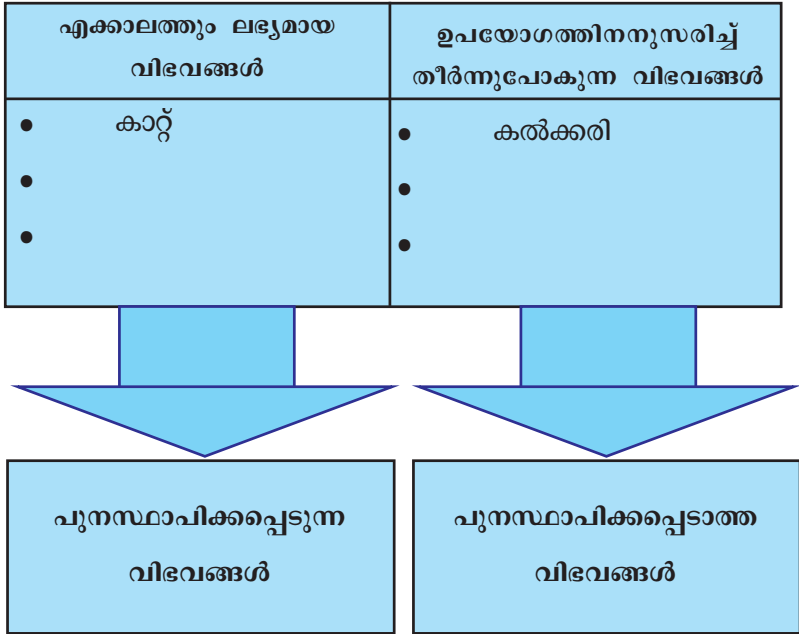 എക്കാലത്തും ലഭ്യമായ
വിഭവങ്ങൾ
ഉപയോഗത്തിനനുസരിച്ച്
തീർന്നുപോകുന്ന വിഭവങ്ങൾ
• കാറ്റ്
•
•
• കൽക്കരി
•
•
പുനസ്ഥാപിക്കപ്പെടുന്ന
വിഭവങ്ങൾ
പുനസ്ഥാപിക്കപ്പെടാത്ത
വിഭവങ്ങൾ